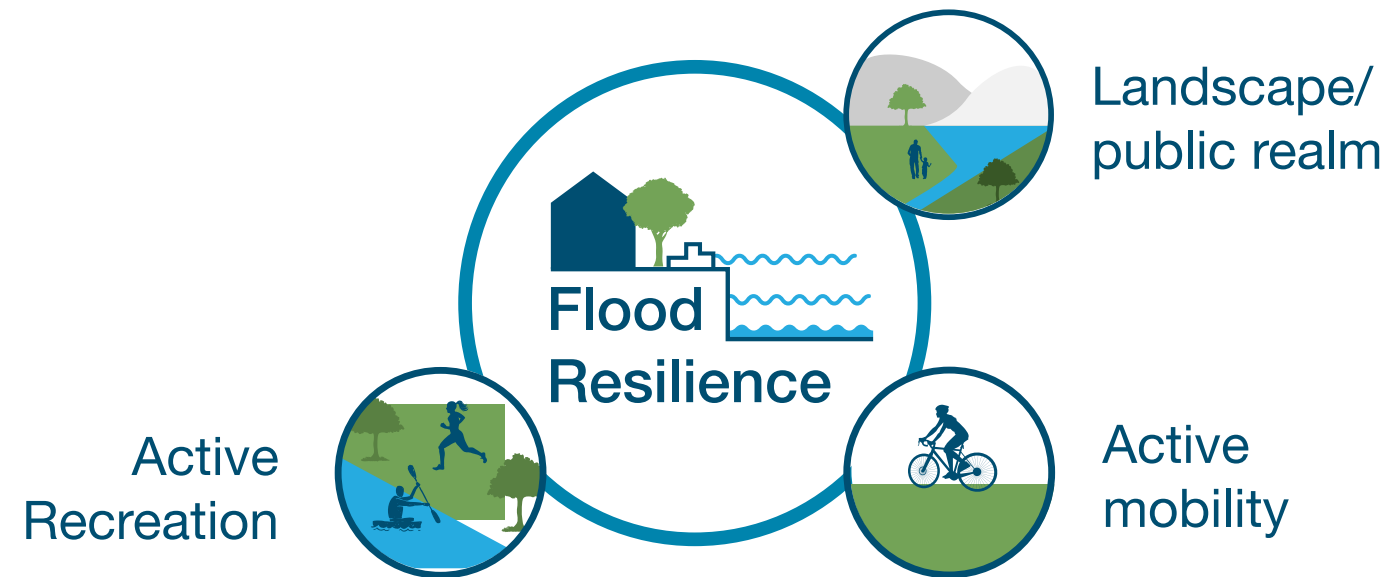 Landscape/
public realm
Flood
Resilience
Active
Recreation
Active
mobility